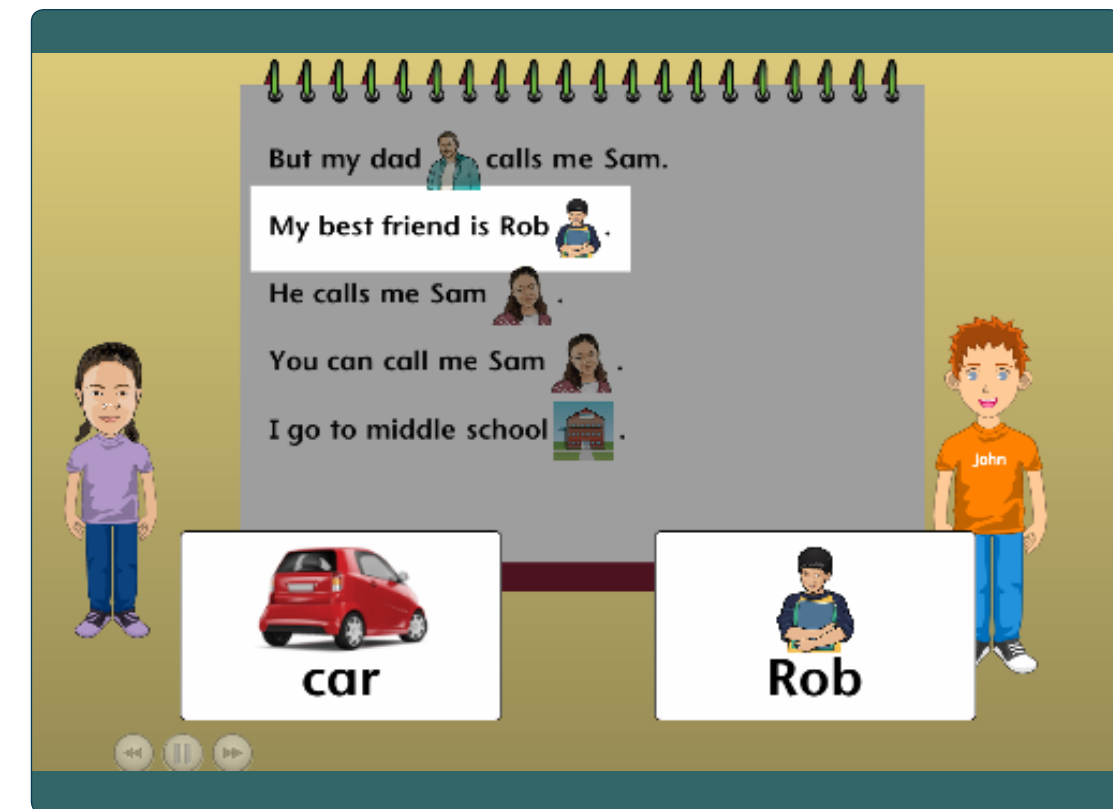 But my dad calls me Sam.
My best friend is Rob.
He calls me Sam.
You can call me Sam.
I go to middle school.
john
car
Rob